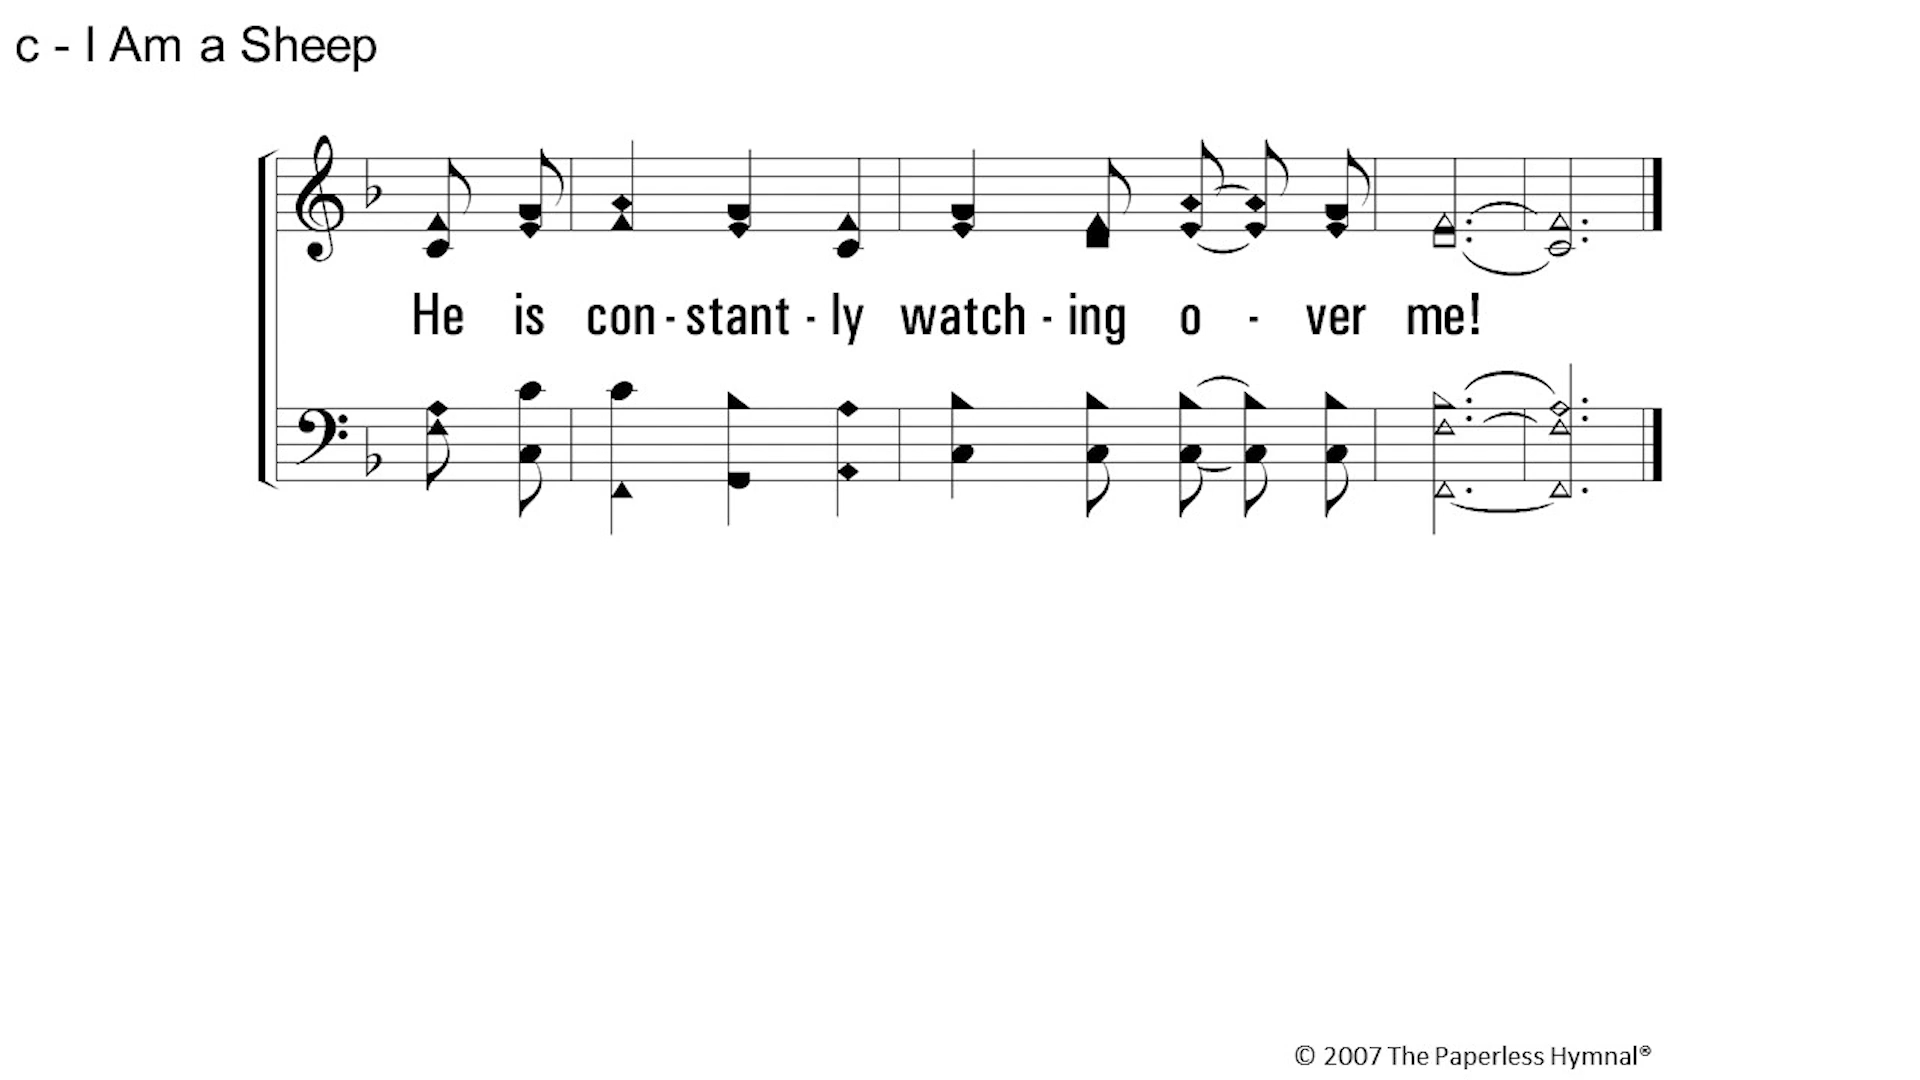 c - I Am a Sheep
He is con - stant - ly watch - ing o - ver me!
© 2007 The Paperless Hymnal®